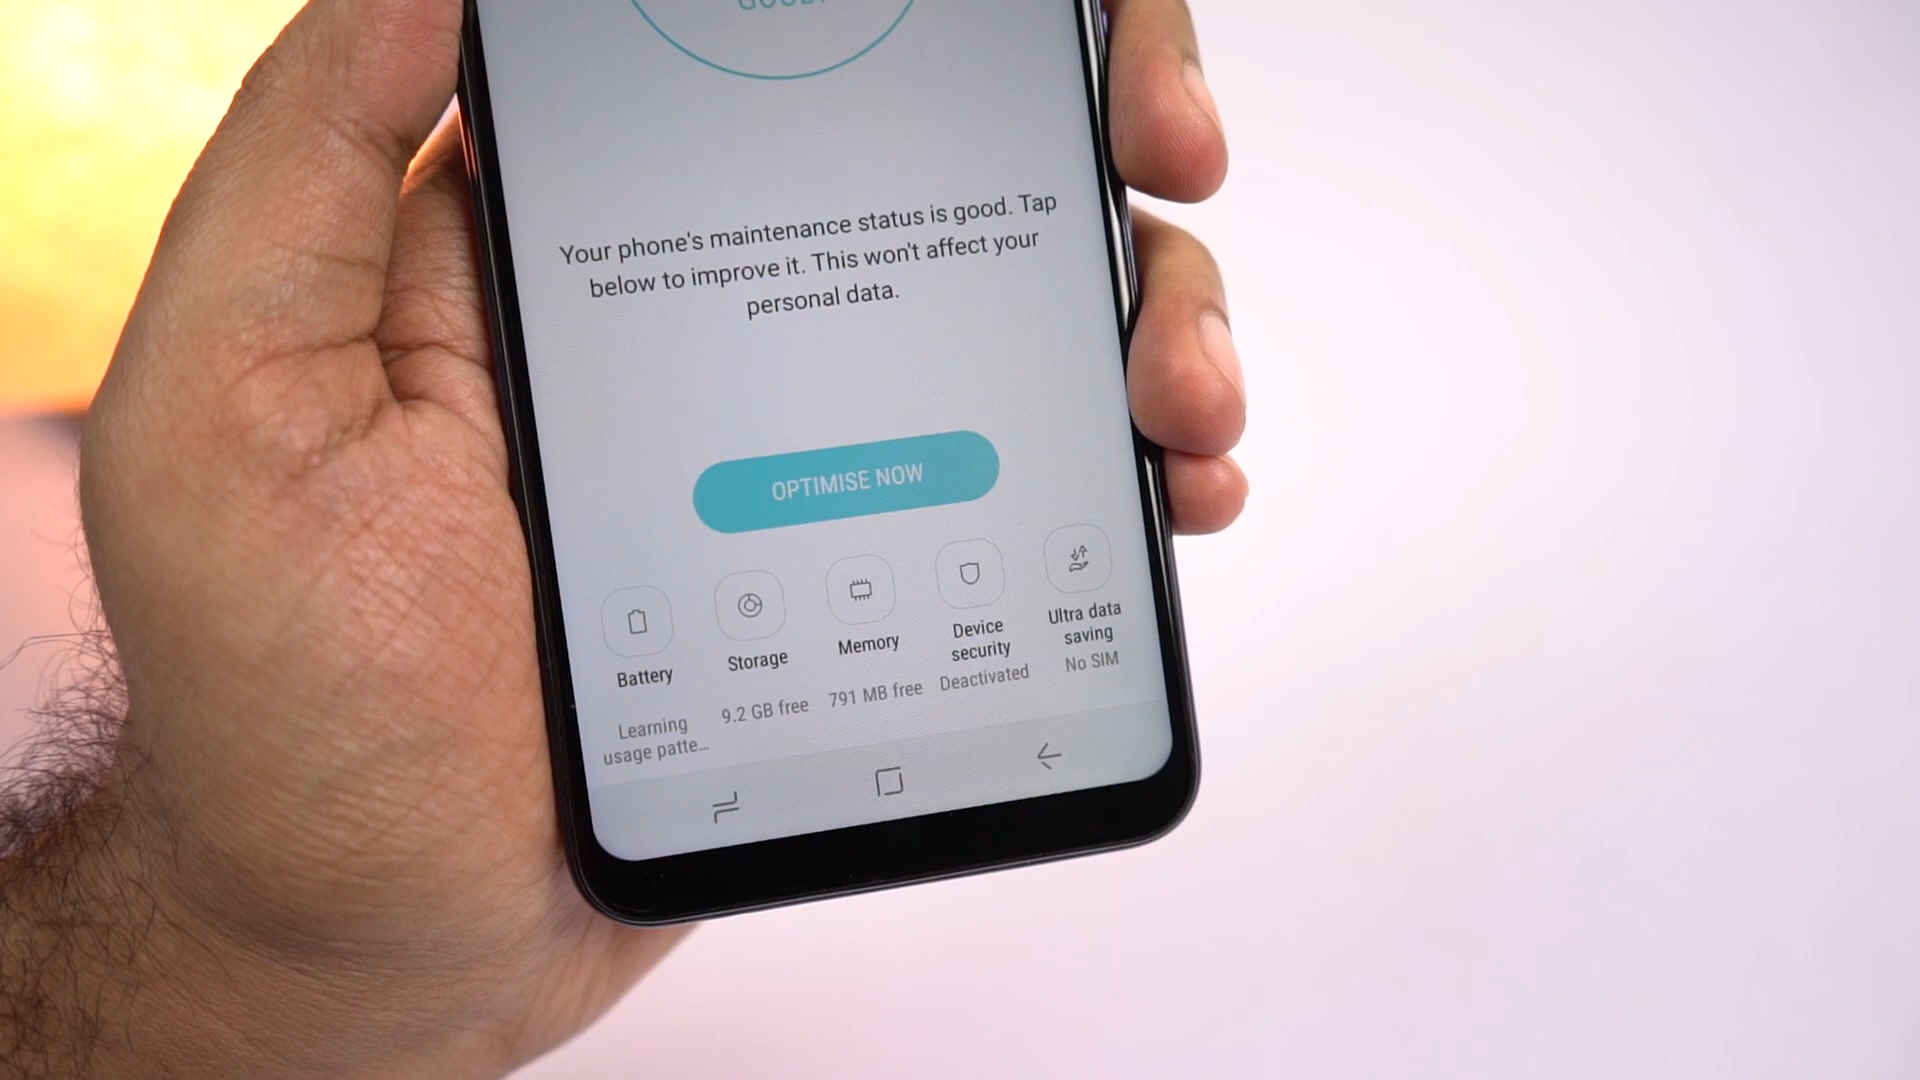 GOOD!
Your phone's maintenance status is good. Tap
below to improve it. This won't affect your
personal data.
OPTIMISE NOW
Battery
Learning
usage patte...
Storage
9.2 GB free
Memory
791 MB free
Device
security
Deactivated
Ultra data
saving
No SIM